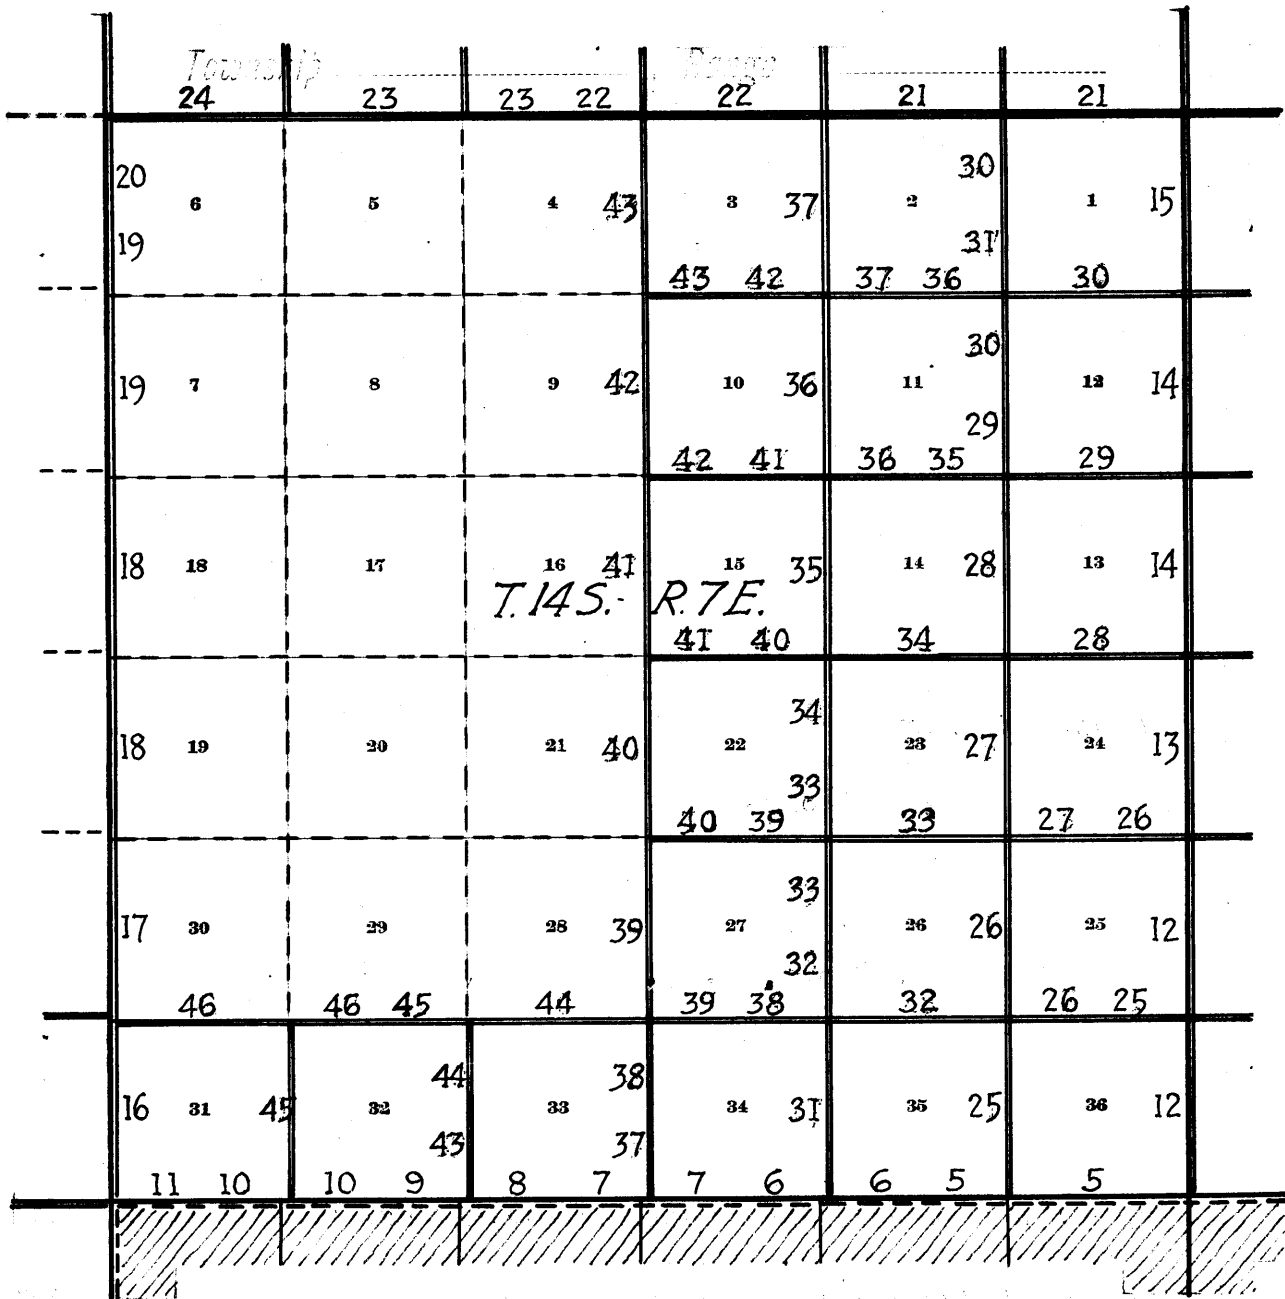 Township Range
24 23 23 22 22 21 21
20 30
6 5 4 43 3 37 2 1 15
19 31
43 42 37 36 30
30
19 7 8 9 42 10 36 11 12 14
29
42 41 36 35 29
18 18 17 16 41 15 35 14 28 13 14
T. 14 S. R. 7 E.
41 40 34 28
34
18 19 20 21 40 22 23 27 24 13
33
40 39 33 27 26
33
17 30 29 28 39 27 26 26 25 12
32
46 46 45 44 39 38 32 26 25
44 38
16 31 45 32 33 34 31 35 25 36 12
43 37
11 10 10 9 8 7 7 6 6 5 5